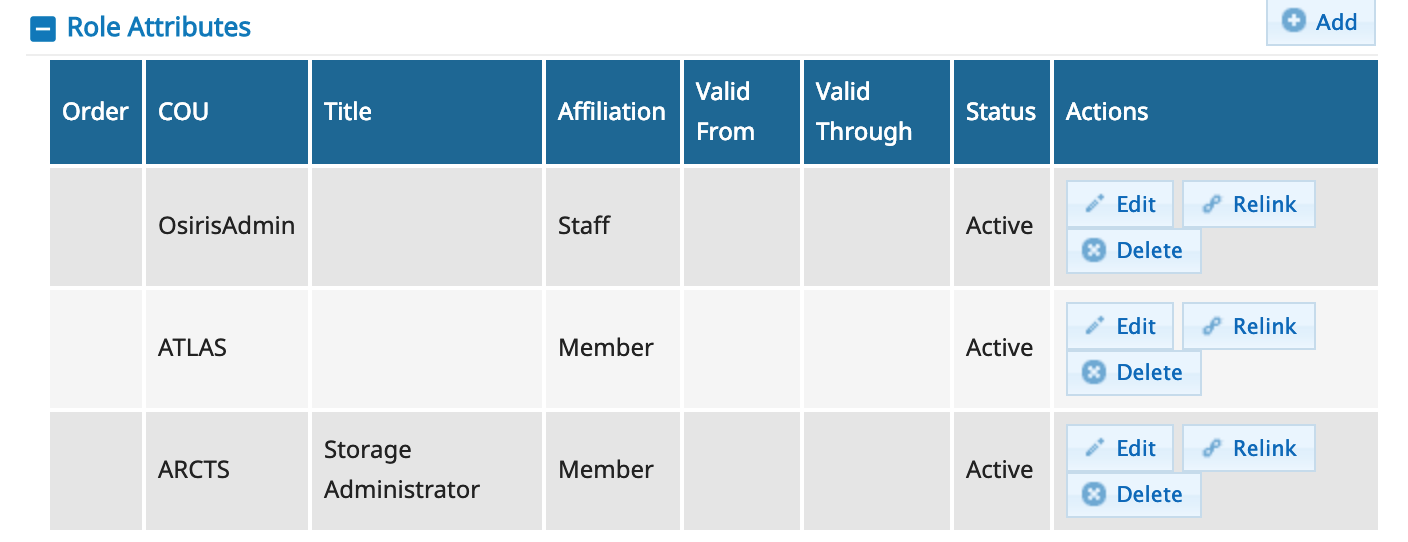 Role Attributes
Add
Order COU Title Affiliation Valid From Valid Through Status Actions
OsirisAdmin Staff Active Edit Relink
Delete
ATLAS Member Active Edit Relink
Delete
ARCTS Storage Administrator Member Active Edit Relink
Delete